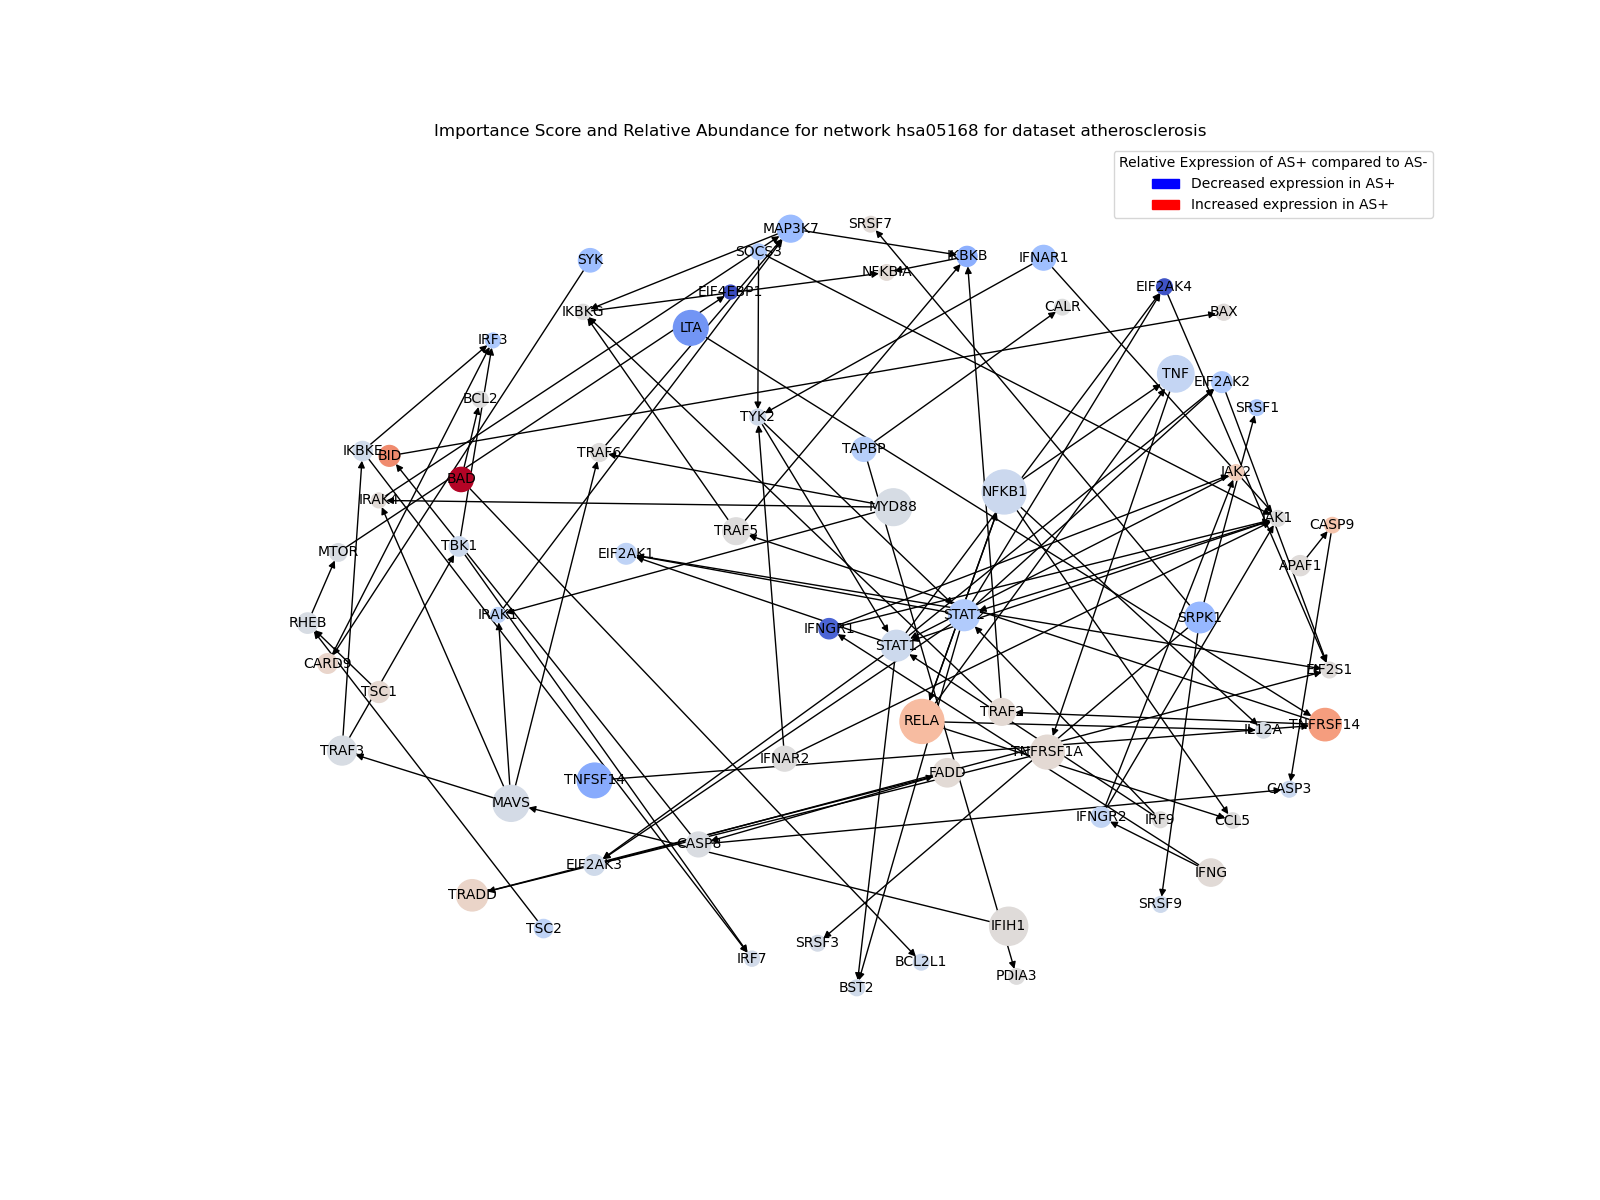 Importance Score and Relative Abundance for network hsa05168 for dataset atherosclerosis
Relative Expression of AS+ compared to AS-
Decreased expression in AS+
Increased expression in AS+
SRSF7
MAP3K7
SOCS3
IKBKB
IFNAR1
SYK
NFKBIA
EIF4EBP1
EIF2AK4
CALR
IKBKG
BAX
LTA
IRF3
TNF
EIF2AK2
BCL2
SRSF1
TYK2
TAPBP
IKBKE
BID
TRAF6
JAK2
BAD
NFKB1
IRAK4
MYD88
JAK1
CASP9
TRAF5
TBK1
MTOR
EIF2AK1
APAF1
IRAK1
STAT2
SRPK1
RHEB
IFNGR1
STAT1
CARD9
EIF2S1
TSC1
TRAF2
RELA
TNFRSF14
IL12A
TRAF3
TNFRSF1A
IFNAR2
FADD
TNFSF14
CASP3
MAVS
IFNGR2
IRF9
CCL5
CASP8
EIF2AK3
IFNG
TRADD
SRSF9
IFIH1
TSC2
SRSF3
IRF7
BCL2L1
PDIA3
BST2